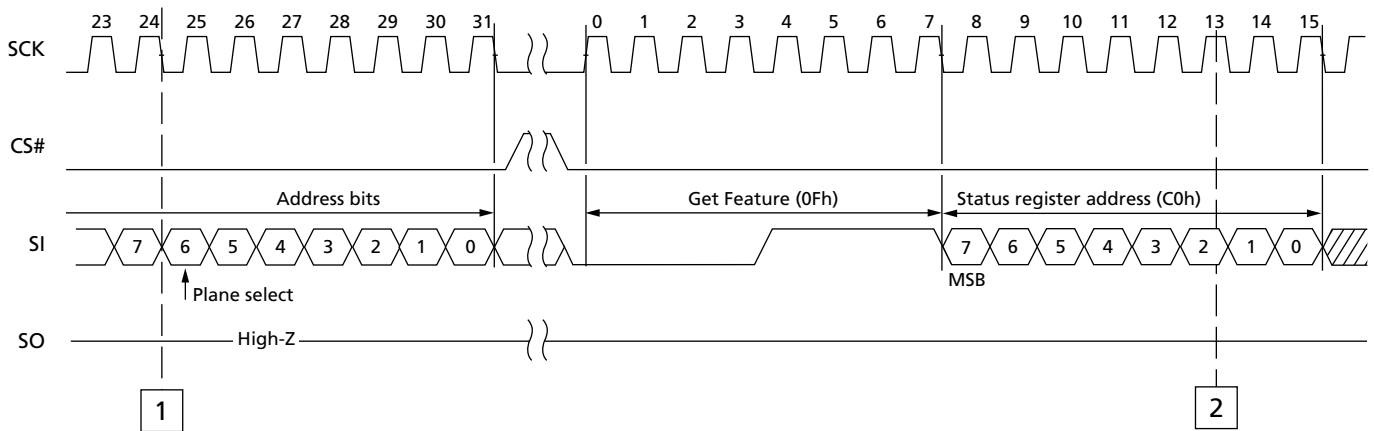 23 24 25 26 27 28 29 30 31 0 1 2 3 4 5 6 7 8 9 10 11 12 13 14 15
SCK
CS#
Address bits Get Feature (0Fh) Status register address (C0h)
SI 7 6 5 4 3 2 1 0 7 6 5 4 3 2 1 0
MSB
Plane select
SO High-Z
1 2